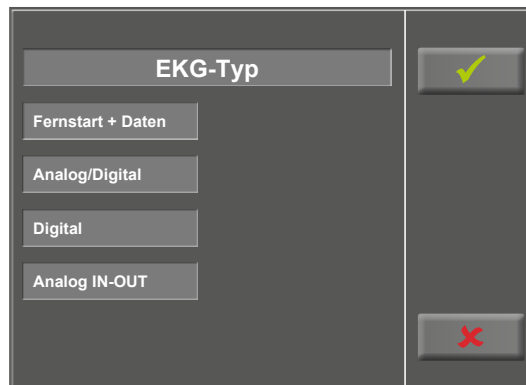 EKG-Typ
Fernstart + Daten
Analog/Digital
Digital
Analog IN-OUT